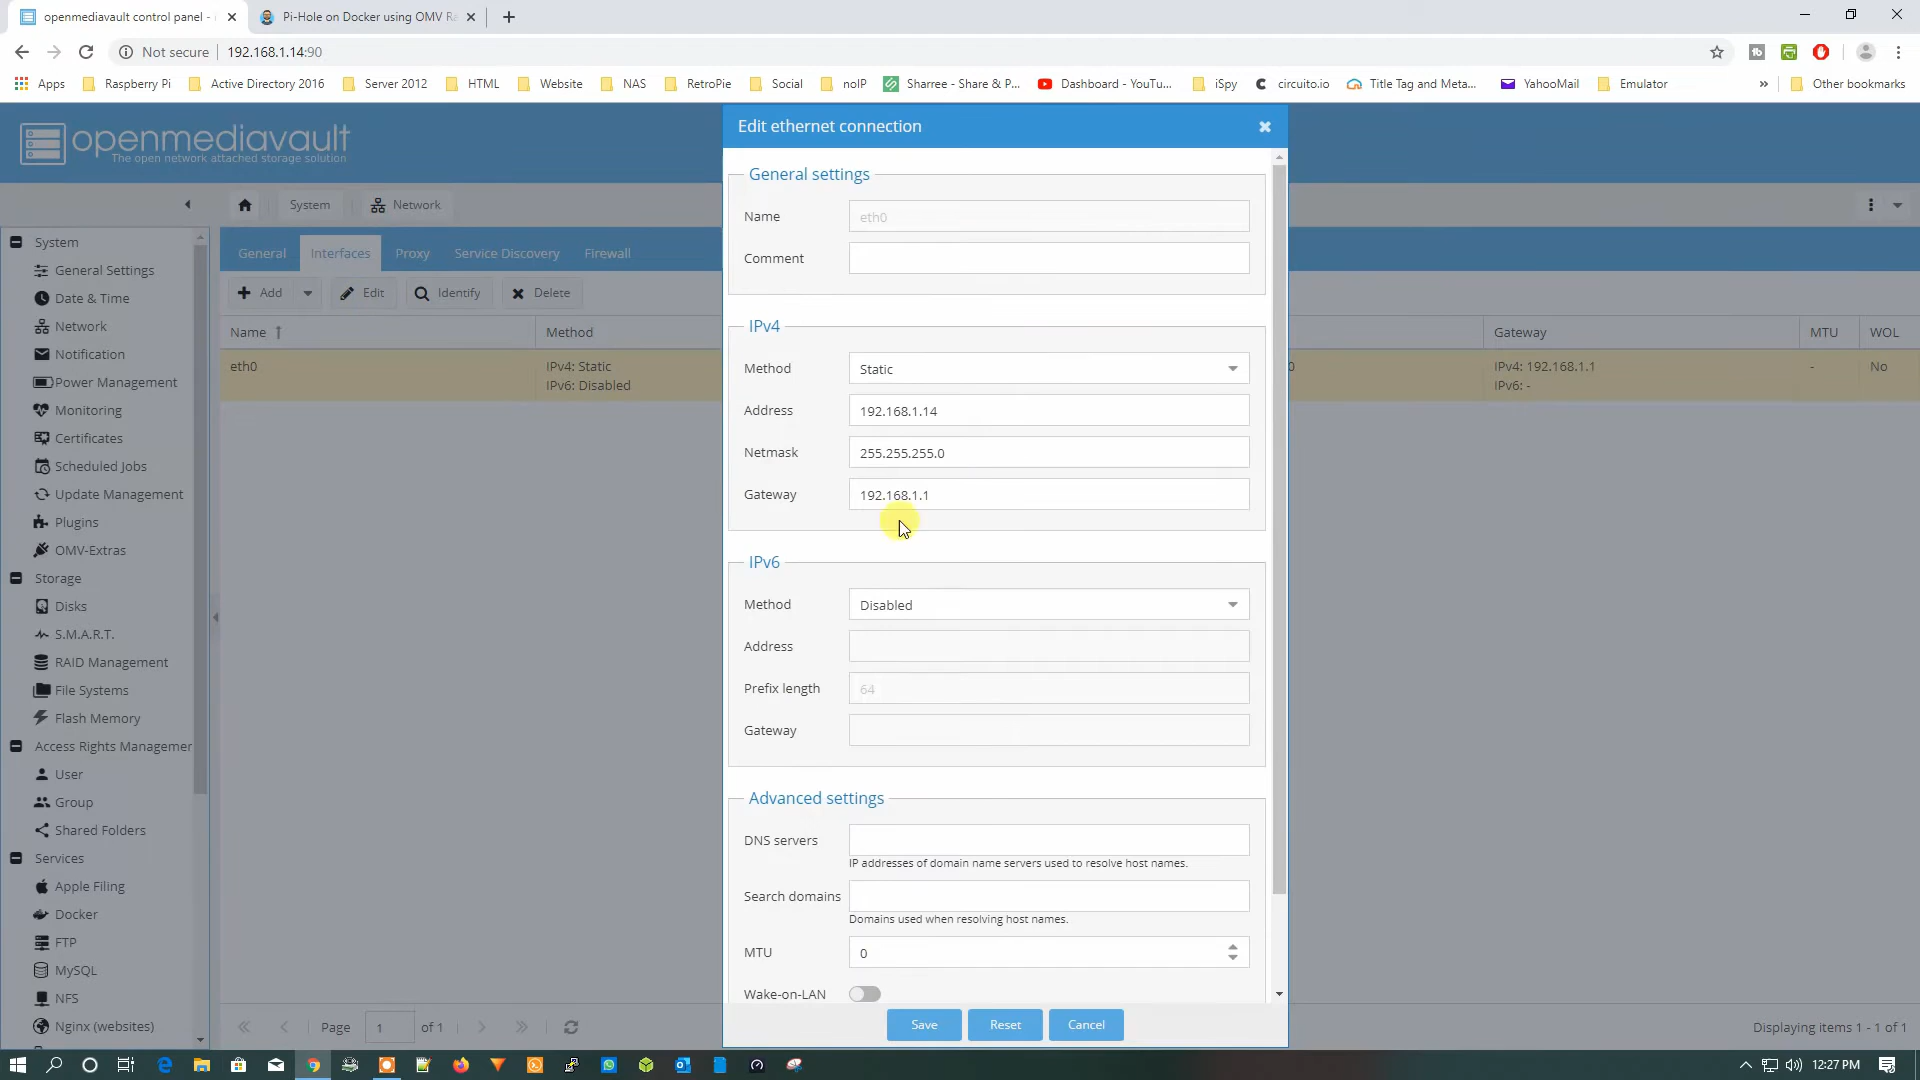 openmediavault control panel -
Pi-Hole on Docker using OMV Ra
Not secure
192.168.1.14:90
Apps
Raspberry Pi
Active Directory 2016
Server 2012
HTML
Website
NAS
RetroPie
Social
noIP
Sharree - Share & P...
Dashboard - YouTu...
iSpy
circuito.io
Title Tag and Meta...
YahooMail
Emulator
»
Other bookmarks
openmediavault
The open network attached storage solution
System
Network
System
General Settings
Date & Time
Network
Notification
Power Management
Monitoring
Certificates
Scheduled Jobs
Update Management
Plugins
OMV-Extras
Storage
Disks
S.M.A.R.T.
RAID Management
File Systems
Flash Memory
Access Rights Managemer
User
Group
Shared Folders
Services
Apple Filing
Docker
FTP
MySQL
NFS
Nginx (websites)
General
Interfaces
Proxy
Service Discovery
Firewall
Add
Edit
Identify
Delete
Name
Method
Gateway
MTU
WOL
eth0
IPv4: Static
IPv6: Disabled
0
IPv4: 192.168.1.1
IPv6: -
-
No
Edit ethernet connection
General settings
Name
eth0
Comment
IPv4
Method
Static
Address
192.168.1.14
Netmask
255.255.255.0
Gateway
192.168.1.1
IPv6
Method
Disabled
Address
Prefix length
64
Gateway
Advanced settings
DNS servers
IP addresses of domain name servers used to resolve host names.
Search domains
Domains used when resolving host names.
MTU
0
Wake-on-LAN
Save
Reset
Cancel
Page
1
of 1
Displaying items 1 - 1 of 1
12:27 PM